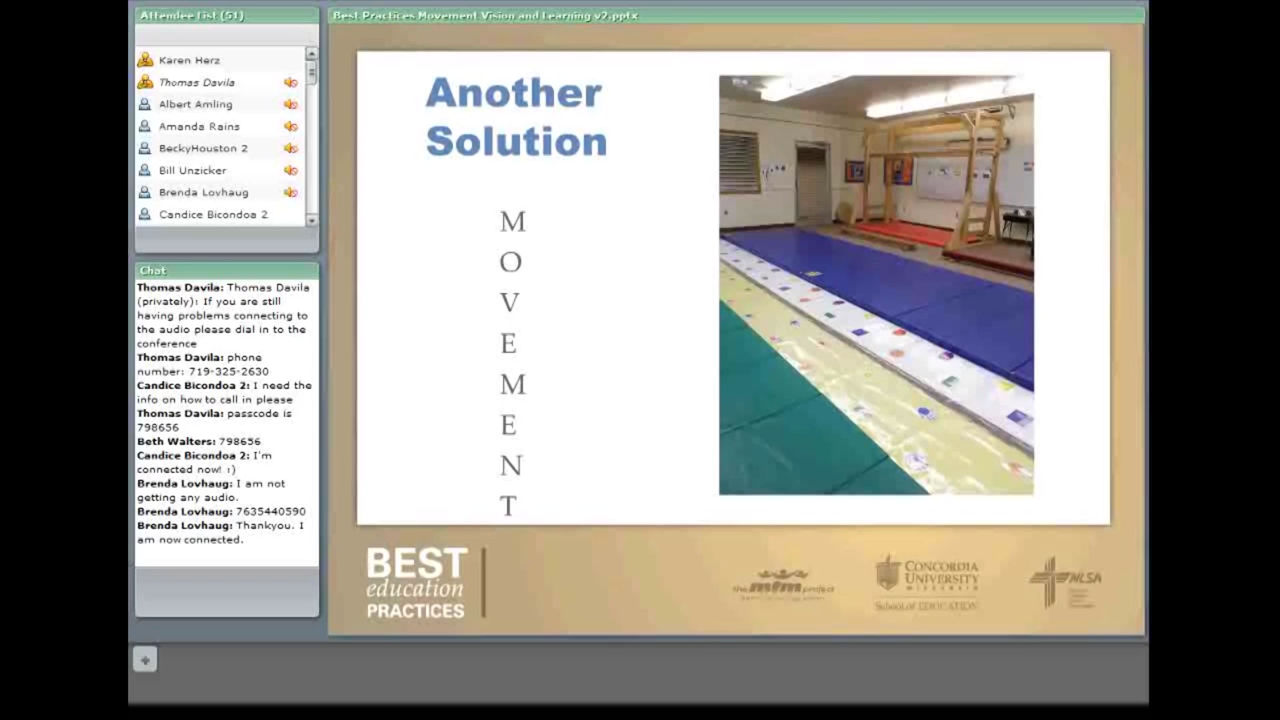 Attendee List (51)
Karen Herz
Thomas Davila
Albert Amling
Amanda Rains
BeckyHouston 2
Bill Unzicker
Brenda Lovhaug
Candice Bicondoa 2
Chat
Thomas Davila: Thomas Davila
(privately): If you are still
having problems connecting
to the audio please dial in to the
conference
Thomas Davila: phone
number: 719-325-2630
Candice Bicondoa 2: I need the
info on how to call in please
Thomas Davila: passcode is
798656
Beth Walters: 798656
Candice Bicondoa 2: I'm
connected now! :)
Brenda Lovhaug: I am not
getting any audio.
Brenda Lovhaug: 7635440590
Brenda Lovhaug: Thankyou. I
am now connected.
Best Practices Movement Vision and Learning v2.pptx
Another
Solution
M
O
V
E
M
E
N
T
BEST
education
PRACTICES
the mfm project
CONCORDIA
UNIVERSITY
WISCONSIN
School of EDUCATION
NLSA